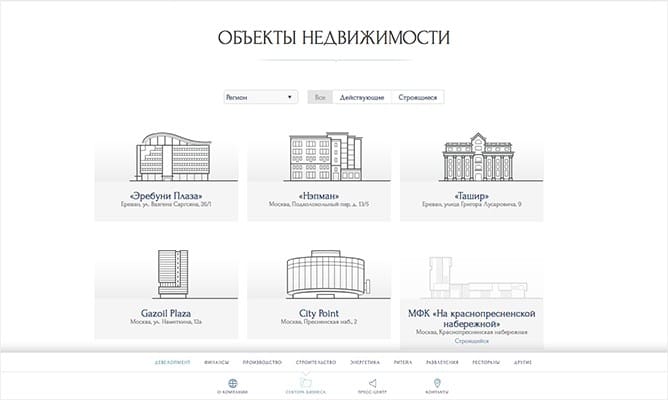 ОБЪЕКТЫ НЕДВИЖИМОСТИ
Регион
Все Действующие Строящиеся
«Эребуни Плаза» «Нэпман» «Ташир»
Ереван, ул. Вазгена Саргсяна, 26/1 Москва, Подколокольный пер, д. 13/5 Ереван, улица Григора Лусаровича, 9
Gazoil Plaza City Point МФК «На краснопресненской
набережной»
Москва, ул. Наметкина, 12а Москва, Пресненская наб., 2 Москва, Краснопресненская набережная
Строящийся
ДЕВЕЛОПМЕНТ ФИНАНСЫ ПРОИЗВОДСТВО СТРОИТЕЛЬСТВО ЭНЕРГЕТИКА РИТЕЙЛ РАЗВЛЕЧЕНИЯ РЕСТОРАНЫ ДРУГИЕ
О КОМПАНИИ СЕКТОРА БИЗНЕСА ПРЕСС-ЦЕНТР КОНТАКТЫ